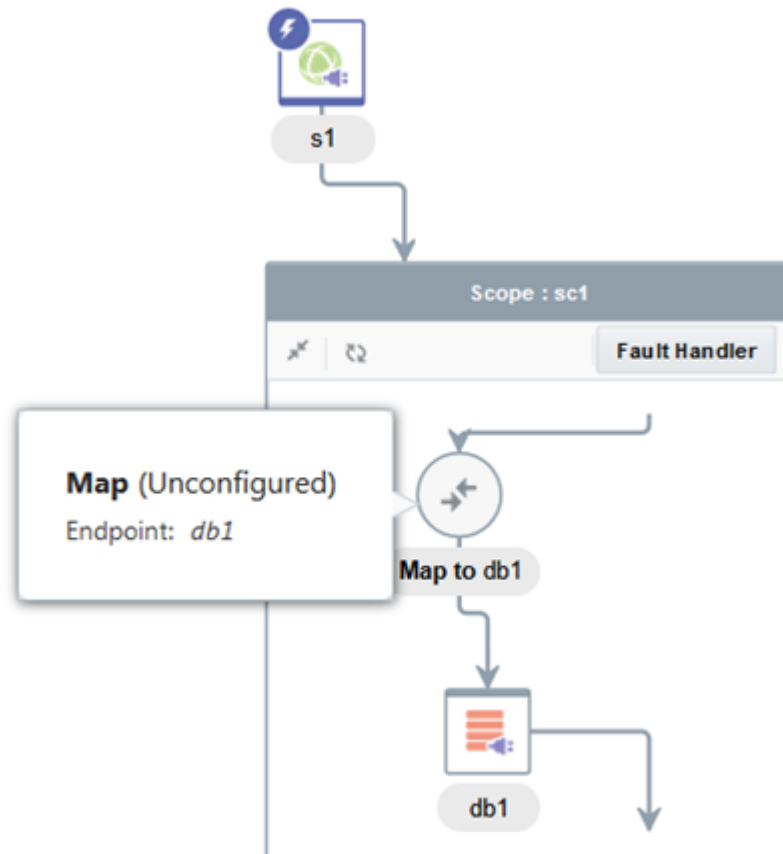 s1
Scope : sc1
Fault Handler
Map (Unconfigured)
Endpoint: db1
Map to db1
db1